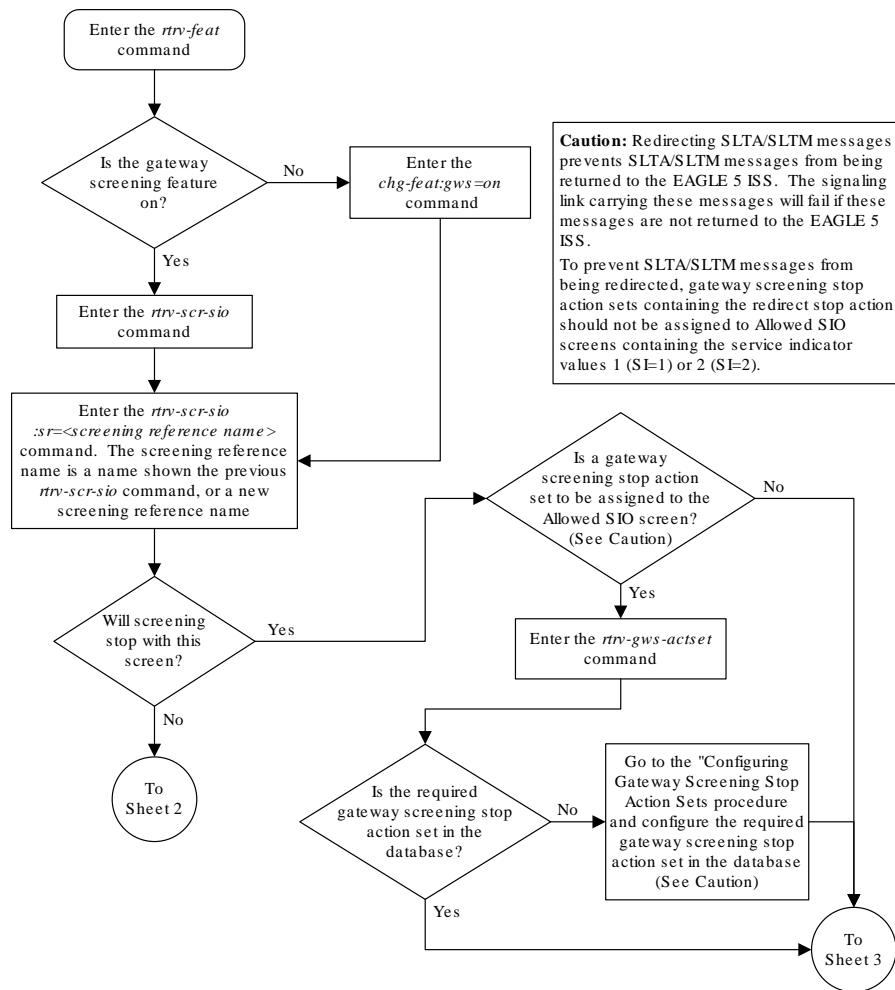 Enter the rtrv-feat
command
Is the gateway
screening feature
on?
No
Enter the
chg-feat:gws=on
command
Yes
Enter the rtrv-scr-sio
command
Enter the rtrv-scr-sio
:sr=<screening reference name>
command. The screening reference
name is a name shown the previous
rtrv-scr-sio command, or a new
screening reference name
Will screening
stop with this
screen?
Yes
No
To
Sheet 2
Caution: Redirecting SLTA/SLTM messages
prevents SLTA/SLTM messages from being
returned to the EAGLE 5 ISS. The signaling
link carrying these messages will fail if these
messages are not returned to the EAGLE 5
ISS.
To prevent SLTA/SLTM messages from
being redirected, gateway screening stop
action sets containing the redirect stop action
should not be assigned to Allowed SIO
screens containing the service indicator
values 1 (SI=1) or 2 (SI=2).
Is a gateway
screening stop action
set to be assigned to the
Allowed SIO screen?
(See Caution)
No
Yes
Enter the rtrv-gws-actset
command
Is the required
gateway screening stop
action set in the
database?
No
Go to the "Configuring
Gateway Screening Stop
Action Sets procedure
and configure the required
gateway screening stop
action set in the database
(See Caution)
Yes
To
Sheet 3